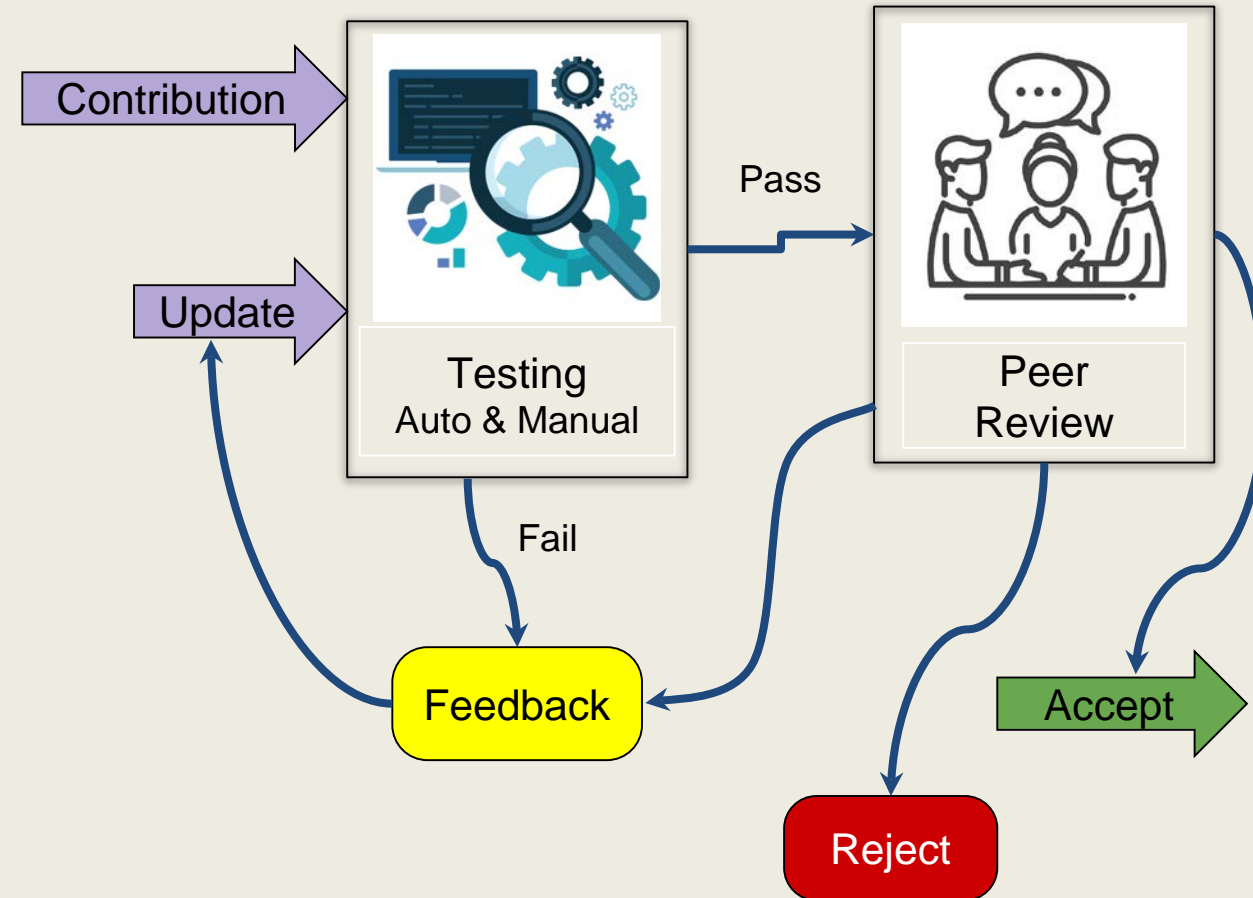 Contribution
Pass
Update
Testing
Auto & Manual
Peer
Review
Fail
Feedback
Accept
Reject